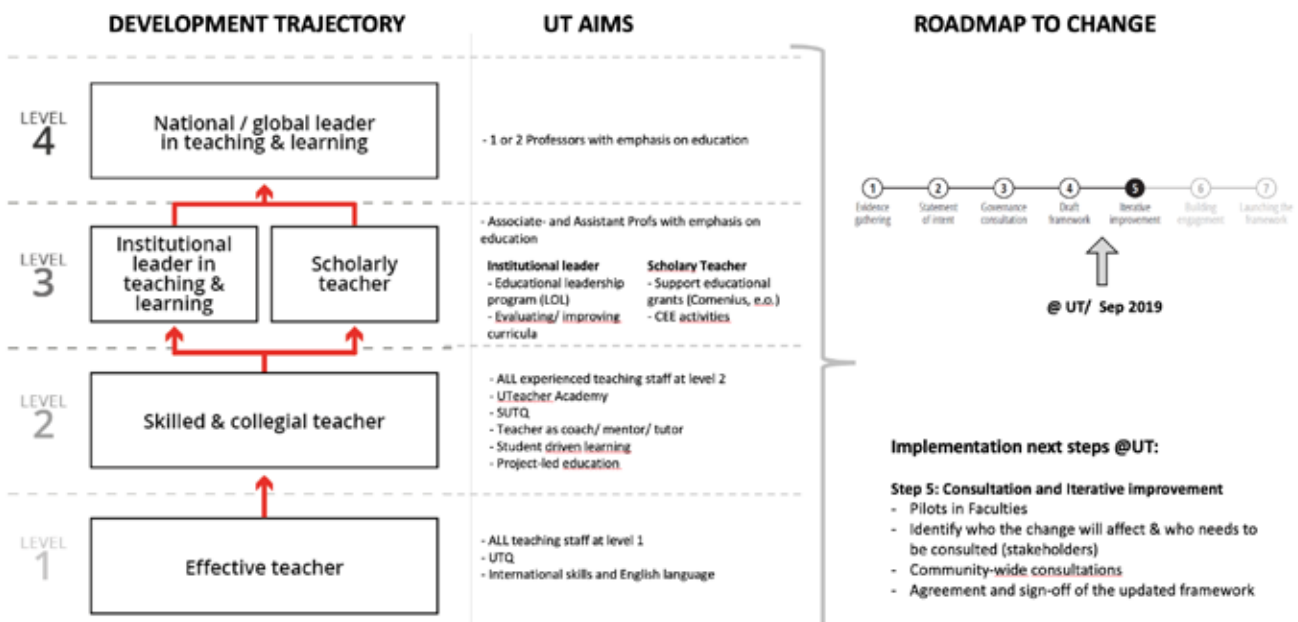 DEVELOPMENT TRAJECTORY
UT AIMS
ROADMAP TO CHANGE
LEVEL
4
National / global leader
in teaching & learning
- 1 or 2 Professors with emphasis on education
LEVEL
3
Institutional
leader in
teaching &
learning
Scholarly
teacher
- Associate- and Assistant Profs with emphasis on
education
Institutional leader
- Educational leadership
program (LOL)
- Evaluating/ improving
curricula
Scholary Teacher
- Support educational
grants (Comenius, e.o.)
- CEE activities
LEVEL
2
Skilled & collegial teacher
- ALL experienced teaching staff at level 2
- UTeacher Academy
- SUTQ
- Teacher as coach/ mentor/ tutor
- Student driven learning
- Project-led education
LEVEL
1
Effective teacher
- ALL teaching staff at level 1
- UTQ
- International skills and English language
1
Evidence
gathering
2
Statement
of intent
3
Governance
consultation
4
Draft
framework
5
Iterative
improvement
6
Building
engagement
7
Launching the
framework
@ UT/ Sep 2019
Implementation next steps @UT:
Step 5: Consultation and Iterative improvement
- Pilots in Faculties
- Identify who the change will affect & who needs to
be consulted (stakeholders)
- Community-wide consultations
- Agreement and sign-off of the updated framework